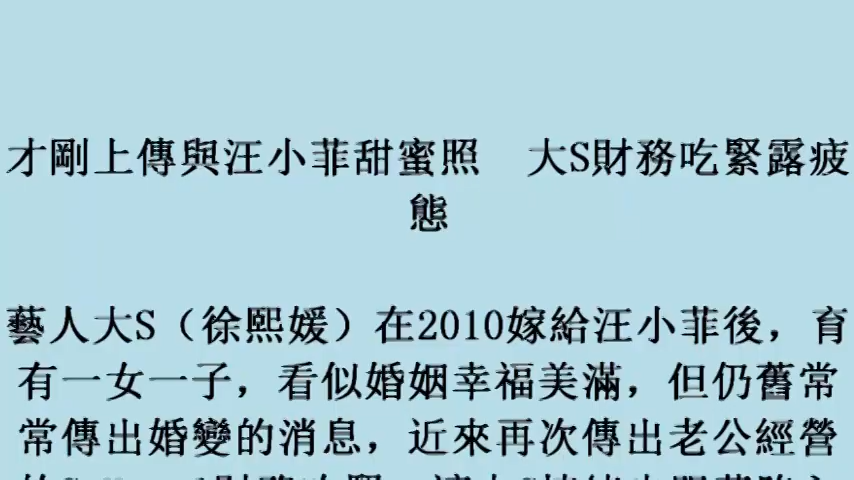 才剛上傳與汪小菲甜蜜照　大S財務吃緊露疲
態
藝人大S（徐熙媛）在2010嫁給汪小菲後，育
有一女一子，看似婚姻幸福美滿，但仍舊常
常傳出婚變的消息，近來再次傳出老公經營